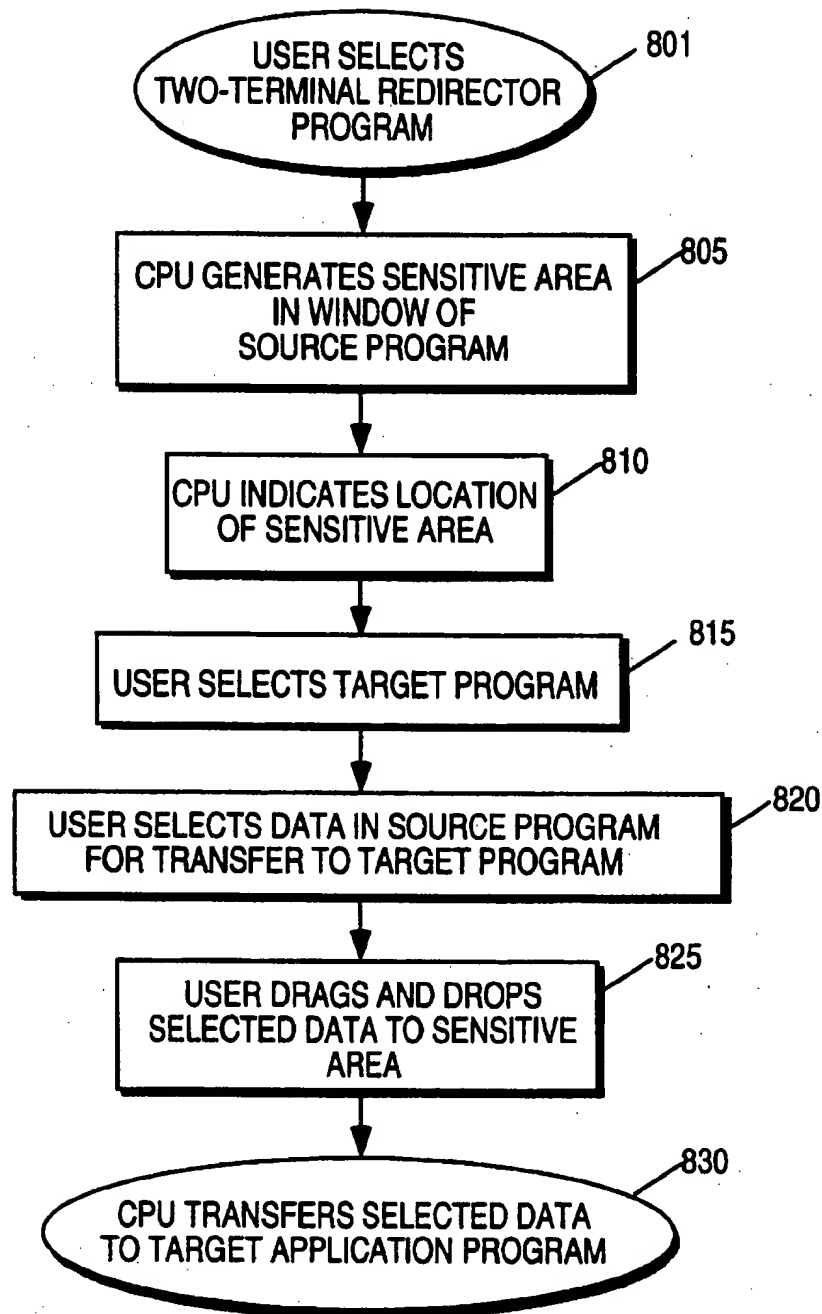 USER SELECTS
TWO-TERMINAL REDIRECTOR
PROGRAM
801
CPU GENERATES SENSITIVE AREA
IN WINDOW OF
SOURCE PROGRAM
805
CPU INDICATES LOCATION
OF SENSITIVE AREA
810
USER SELECTS TARGET PROGRAM
815
USER SELECTS DATA IN SOURCE PROGRAM
FOR TRANSFER TO TARGET PROGRAM
820
USER DRAGS AND DROPS
SELECTED DATA TO SENSITIVE
AREA
825
CPU TRANSFERS SELECTED DATA
TO TARGET APPLICATION PROGRAM
830